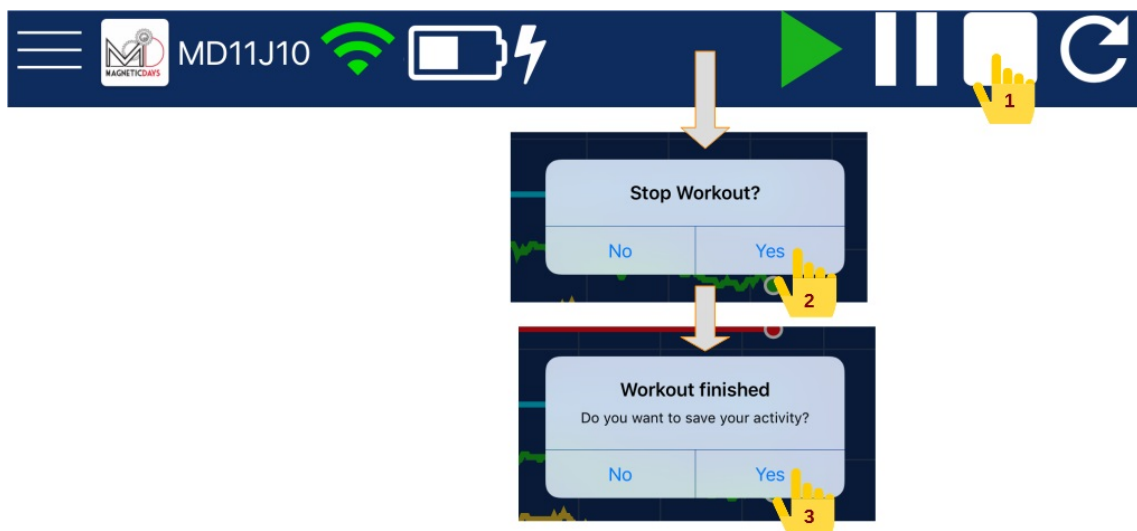 MAGNETICDAYS
MD11J10
1
Stop Workout?
No Yes
2
Workout finished
Do you want to save your activity?
No Yes
3